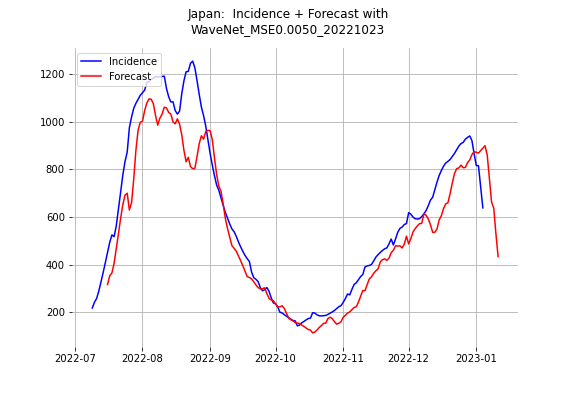 Japan:  Incidence + Forecast with
WaveNet_MSE0.0050_20221023
Incidence
Forecast
1200
1000
800
600
400
200
2022-07 2022-08 2022-09 2022-10 2022-11 2022-12 2023-01